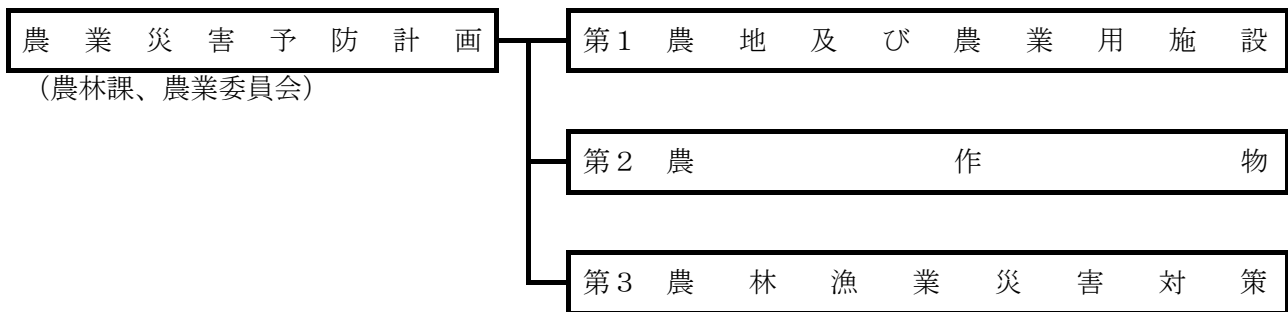 農業災害予防計画
（農林課、農業委員会）
第１ 農地及び農業用施設
第２ 農作物
第３ 農林漁業災害対策